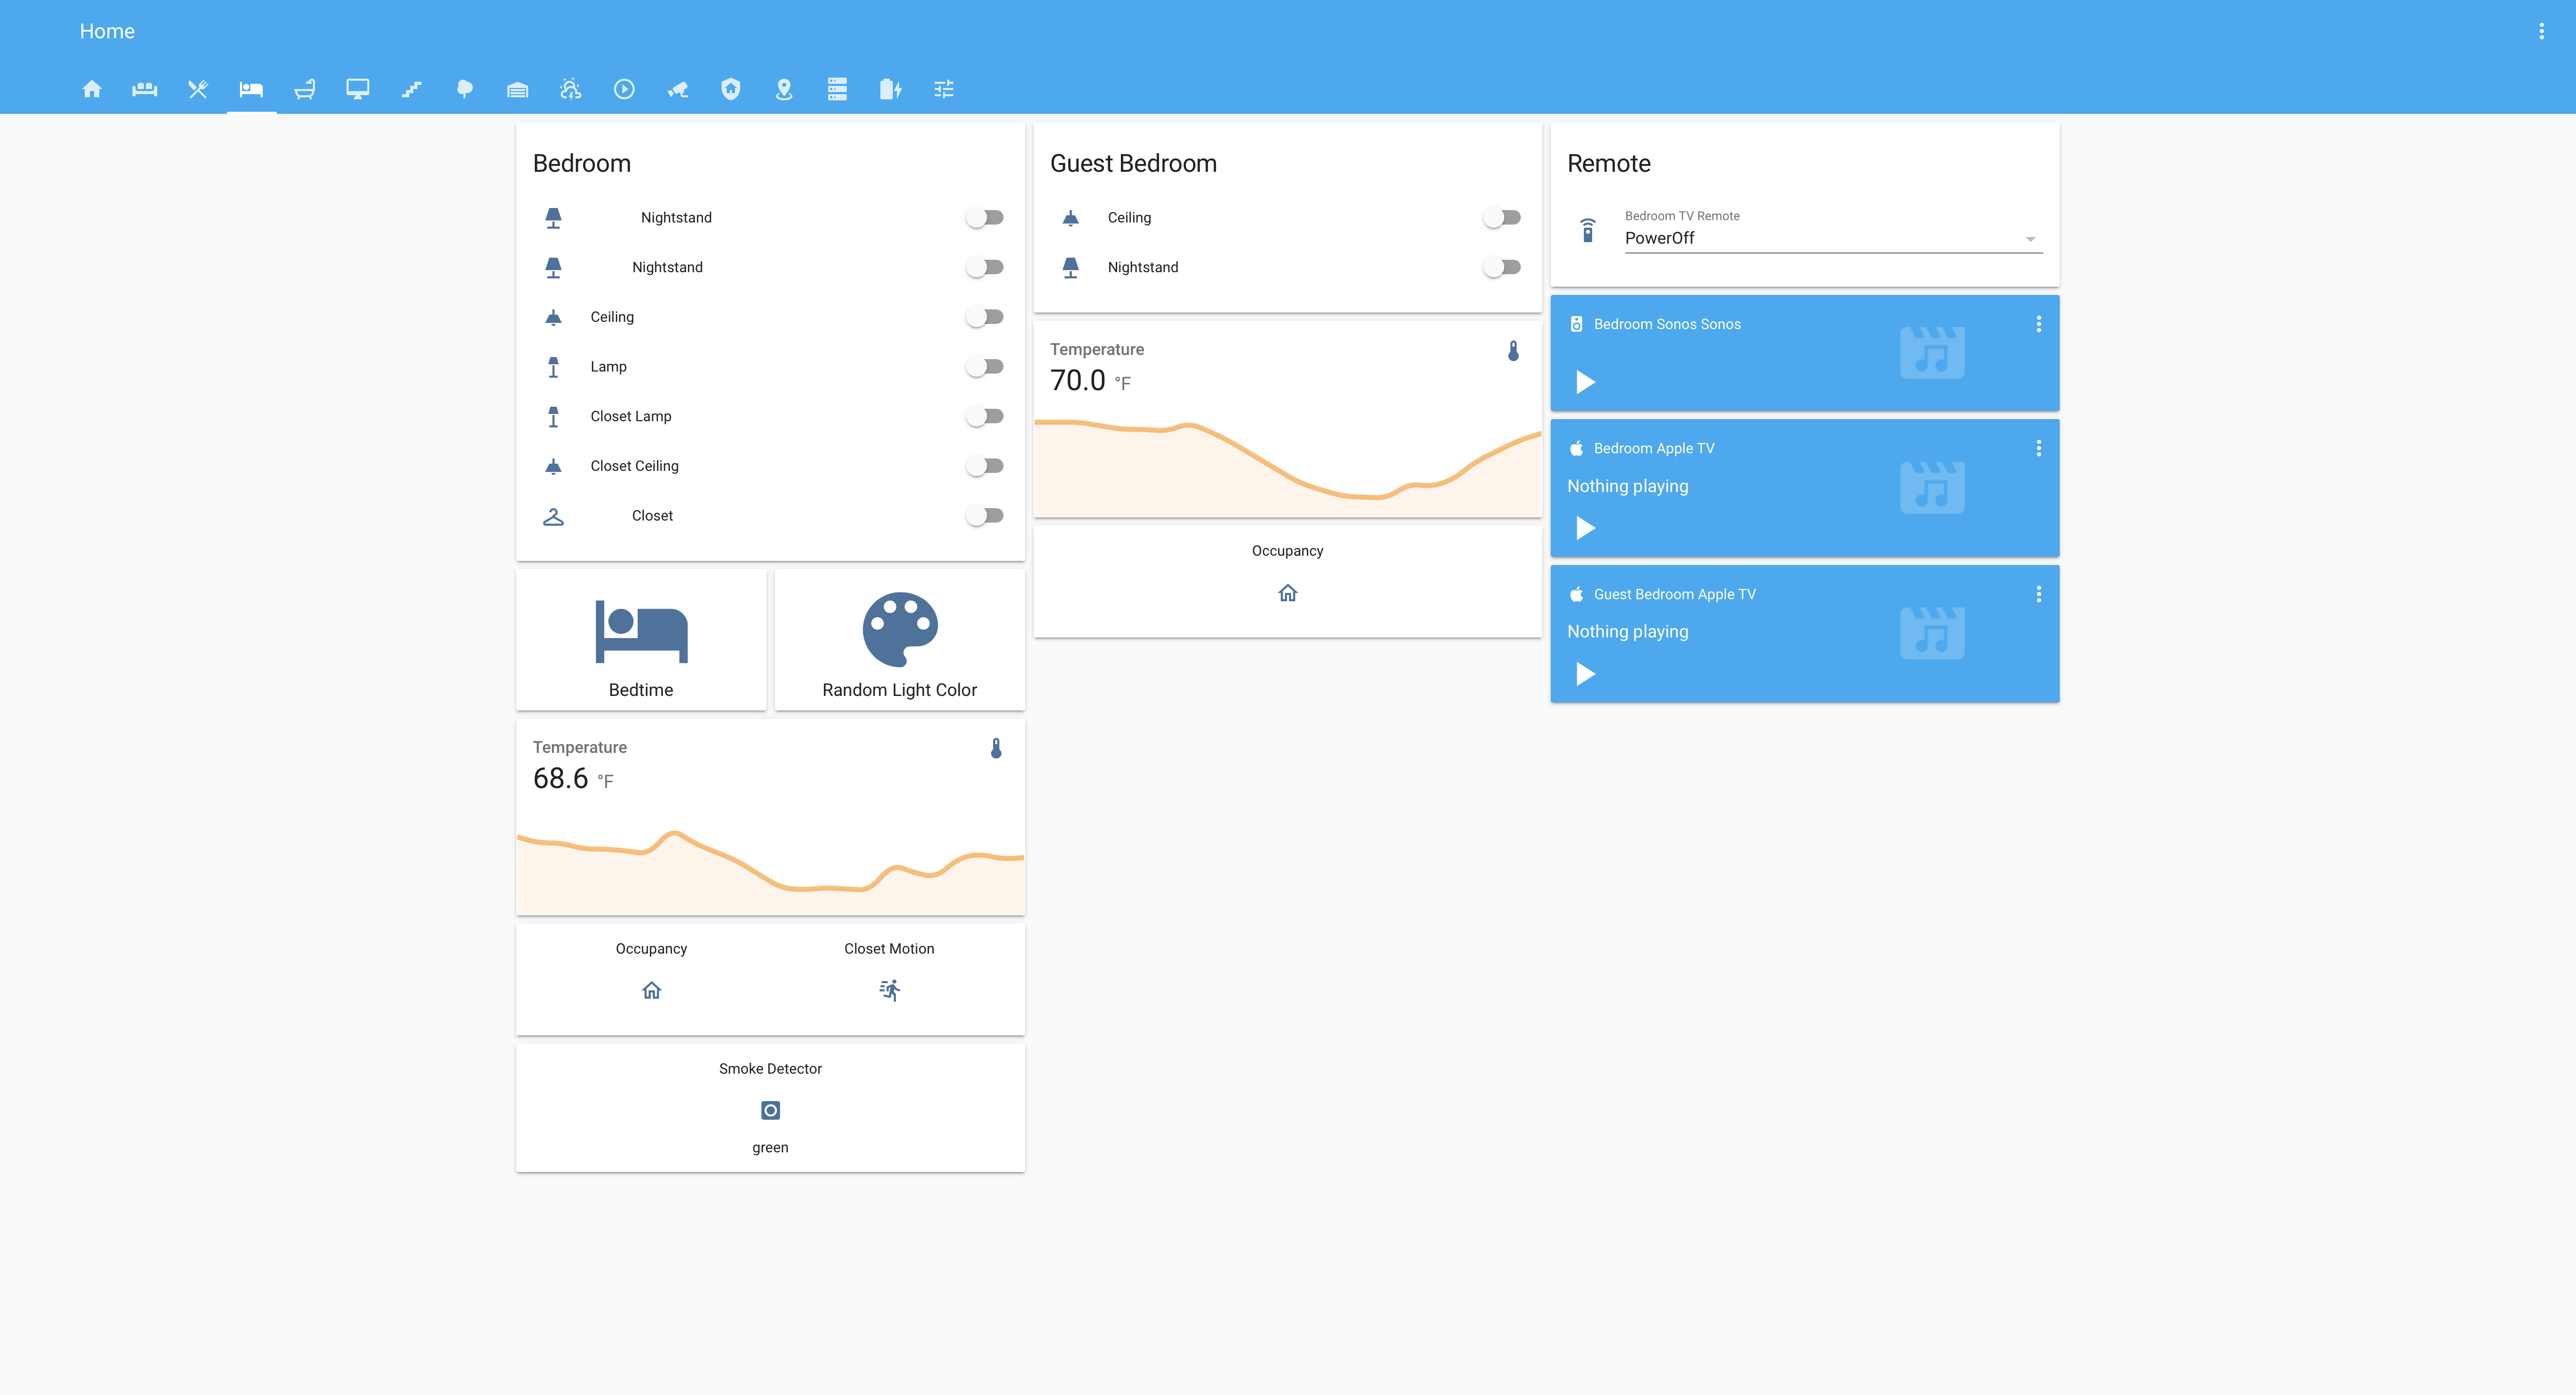 Home
Bedroom
Nightstand
Nightstand
Ceiling
Lamp
Closet Lamp
Closet Ceiling
Closet
Bedtime
Random Light Color
Temperature
68.6 °F
Occupancy
Closet Motion
Smoke Detector
green
Guest Bedroom
Ceiling
Nightstand
Temperature
70.0 °F
Occupancy
Remote
Bedroom TV Remote
PowerOff
Bedroom Sonos Sonos
Bedroom Apple TV
Nothing playing
Guest Bedroom Apple TV
Nothing playing